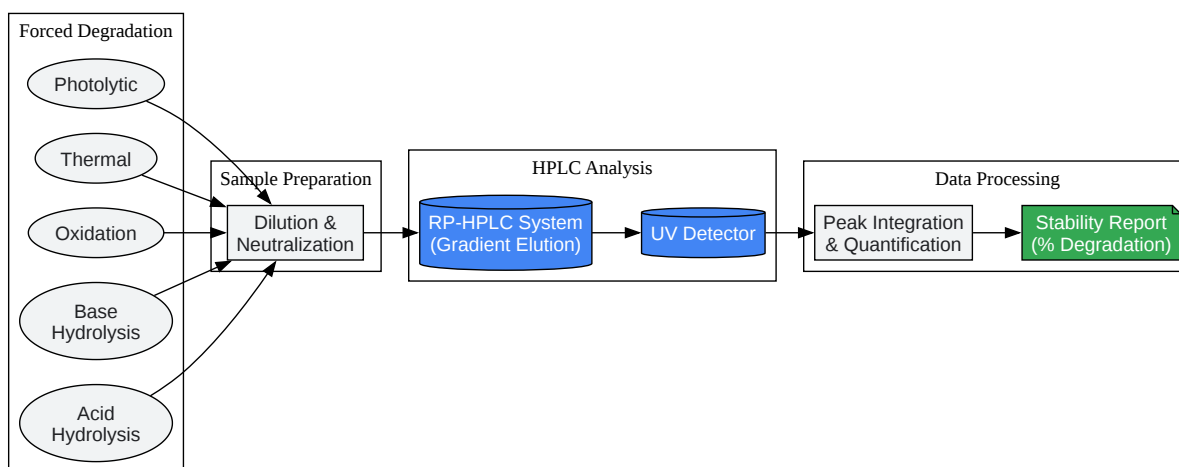 Forced Degradation
Photolytic
Thermal
Oxidation
Base
Hydrolysis
Acid
Hydrolysis
Sample Preparation
Dilution &
Neutralization
HPLC Analysis
RP-HPLC System
(Gradient Elution)
UV Detector
Data Processing
Peak Integration
& Quantification
Stability Report
(% Degradation)